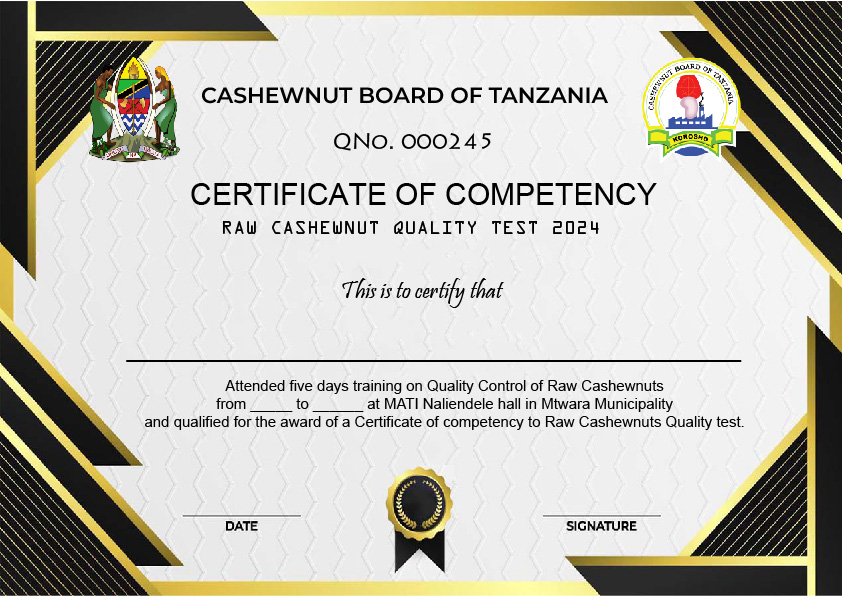 CASHEWNUT BOARD OF TANZANIA
CASHEWNUT BOARD OF TANZANIA
KOROSHO
QNO. 000245
CERTIFICATE OF COMPETENCY
RAW CASHEWNUT QUALITY TEST 2024
This is to certify that
Attended five days training on Quality Control of Raw Cashewnuts
from _____ to ______ at MATI Naliendele hall in Mtwara Municipality
and qualified for the award of a Certificate of competency to Raw Cashewnuts Quality test.
DATE
SIGNATURE